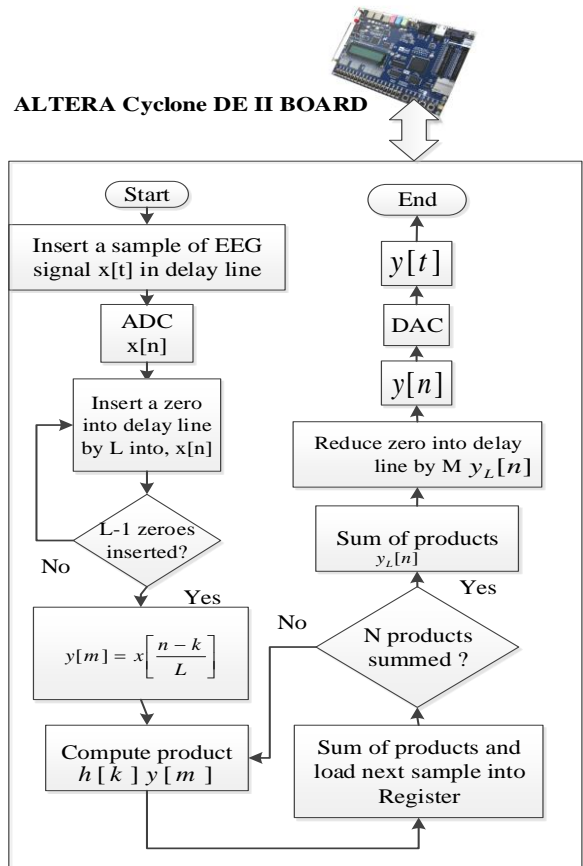 ALTERA Cyclone DE II BOARD
Start
Insert a sample of EEG
signal x[t] in delay line
ADC
x[n]
Insert a zero
into delay line
by L into, x[n]
L-1 zeroes
inserted?
No
Yes
y[m] = x[(n − k)/L]
Compute product
h[k] y[m]
Sum of products and
load next sample into
Register
N products
summed ?
No
Yes
Sum of products
y_L[n]
Reduce zero into delay
line by M y_L[n]
y[n]
DAC
y[t]
End